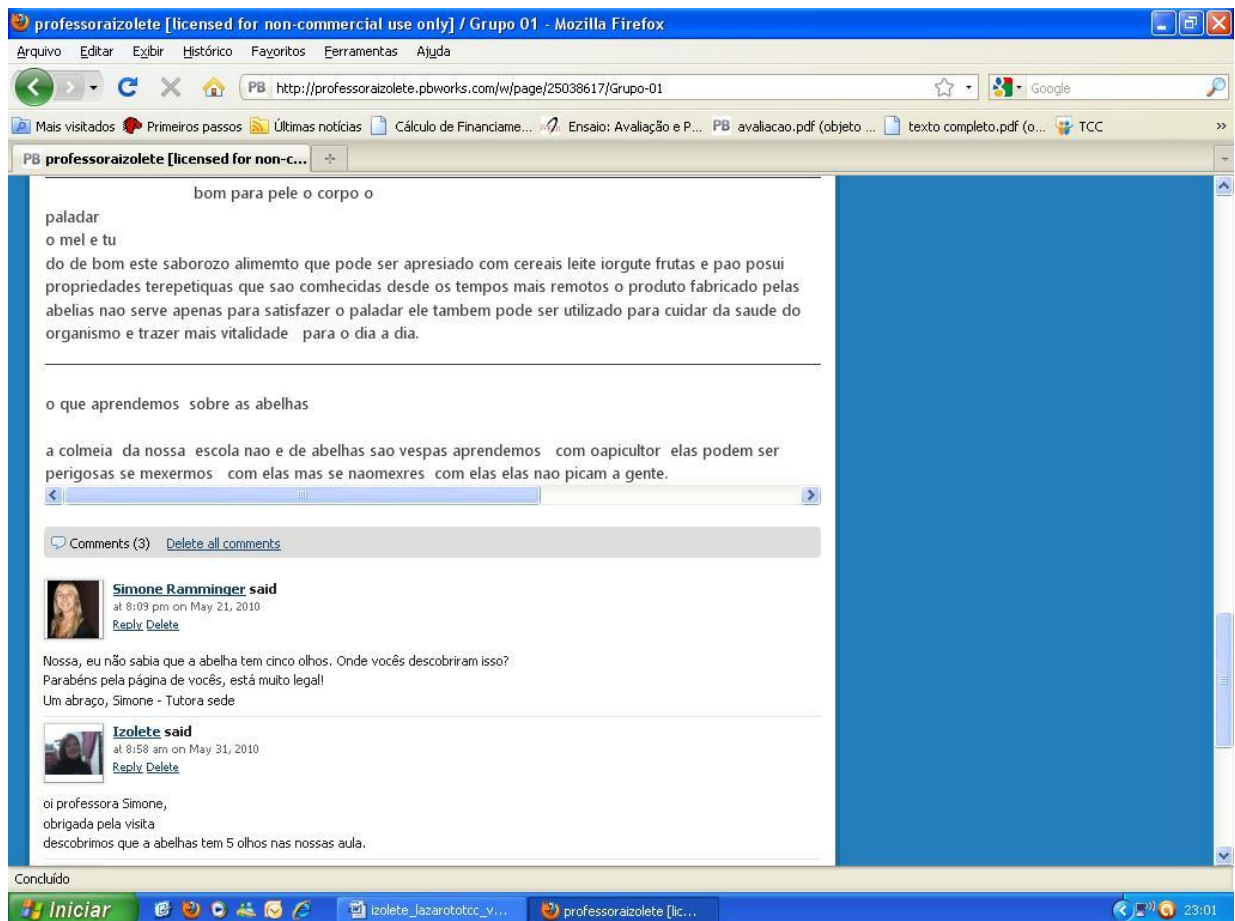 professoraizolete [licensed for non-commercial use only] / Grupo 01 - Mozilla Firefox
Arquivo Editar Exibir Histórico Favoritos Ferramentas Ajuda
PB http://professoraizolete.pbworks.com/w/page/25038617/Grupo-01 Google
Mais visitados Primeiros passos Últimas notícias Cálculo de Financiame... Ensaio: Avaliação e P... PB avaliacao.pdf (objeto ... texto completo.pdf (o... TCC »
PB professoraizolete [licensed for non-c...
bom para pele o corpo o
paladar
o mel e tu
do de bom este saborozo alimemto que pode ser apresiado com cereais leite iorgute frutas e pao posui
propriedades terepetiquas que sao comhecidas desde os tempos mais remotos o produto fabricado pelas
abelias nao serve apenas para satisfazer o paladar ele tambem pode ser utilizado para cuidar da saude do
organismo e trazer mais vitalidade para o dia a dia.
o que aprendemos sobre as abelhas
a colmeia da nossa escola nao e de abelhas sao vespas aprendemos com oapicultor elas podem ser
perigosas se mexermos com elas mas se naomexres com elas elas nao picam a gente.
Comments (3) Delete all comments
Simone Ramminger said
at 8:09 pm on May 21, 2010
Reply Delete
Nossa, eu não sabia que a abelha tem cinco olhos. Onde vocês descobriram isso?
Parabéns pela página de vocês, está muito legal!
Um abraço, Simone - Tutora sede
Izolete said
at 8:58 am on May 31, 2010
Reply Delete
oi professora Simone,
obrigada pela visita
descobrimos que a abelhas tem 5 olhos nas nossas aula.
Concluído
Iniciar izolete_lazarototcc_v... professoraizolete [lic... 23:01